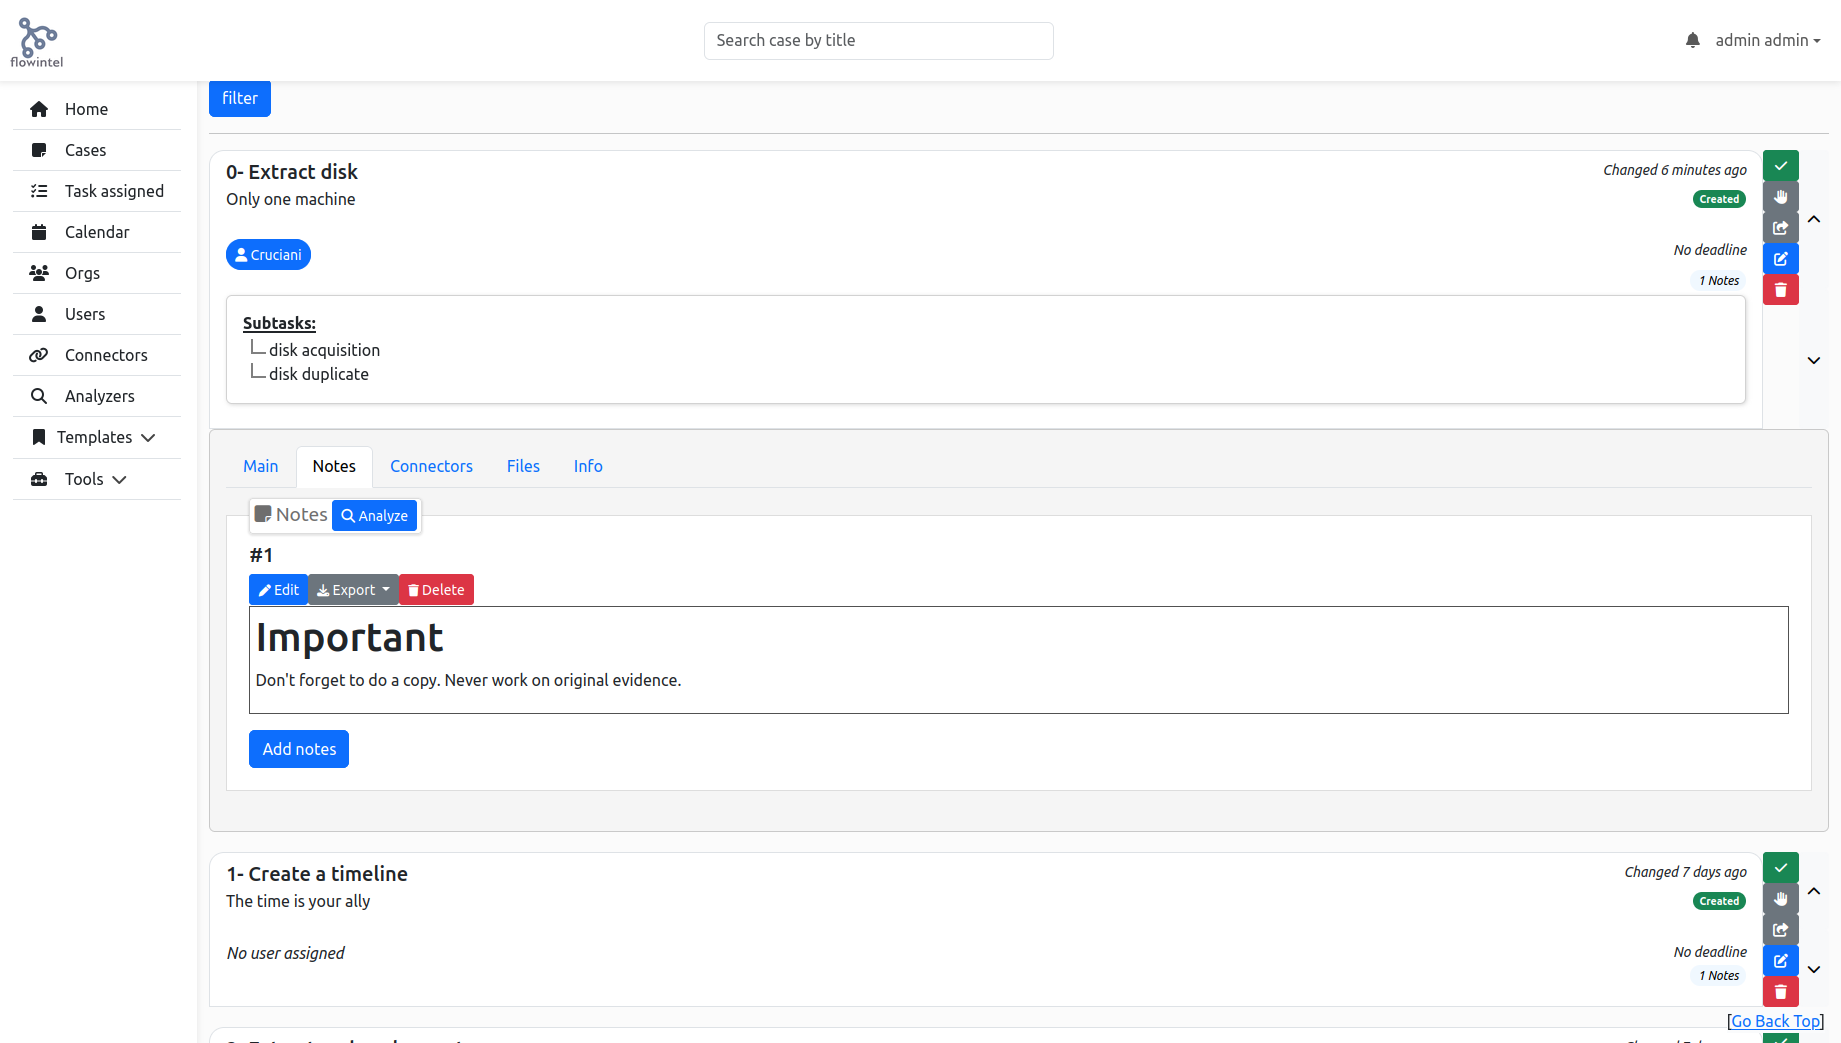 flowintel
Search case by title
admin admin
Home
Cases
Task assigned
Calendar
Orgs
Users
Connectors
Analyzers
Templates
Tools
filter
0- Extract disk
Changed 6 minutes ago
Only one machine
Created
Cruciani
No deadline
1 Notes
Subtasks:
disk acquisition
disk duplicate
Main Notes Connectors Files Info
Notes Analyze
#1
Edit Export Delete
Important
Don't forget to do a copy. Never work on original evidence.
Add notes
1- Create a timeline
Changed 7 days ago
The time is your ally
Created
No user assigned
No deadline
1 Notes
[Go Back Top]